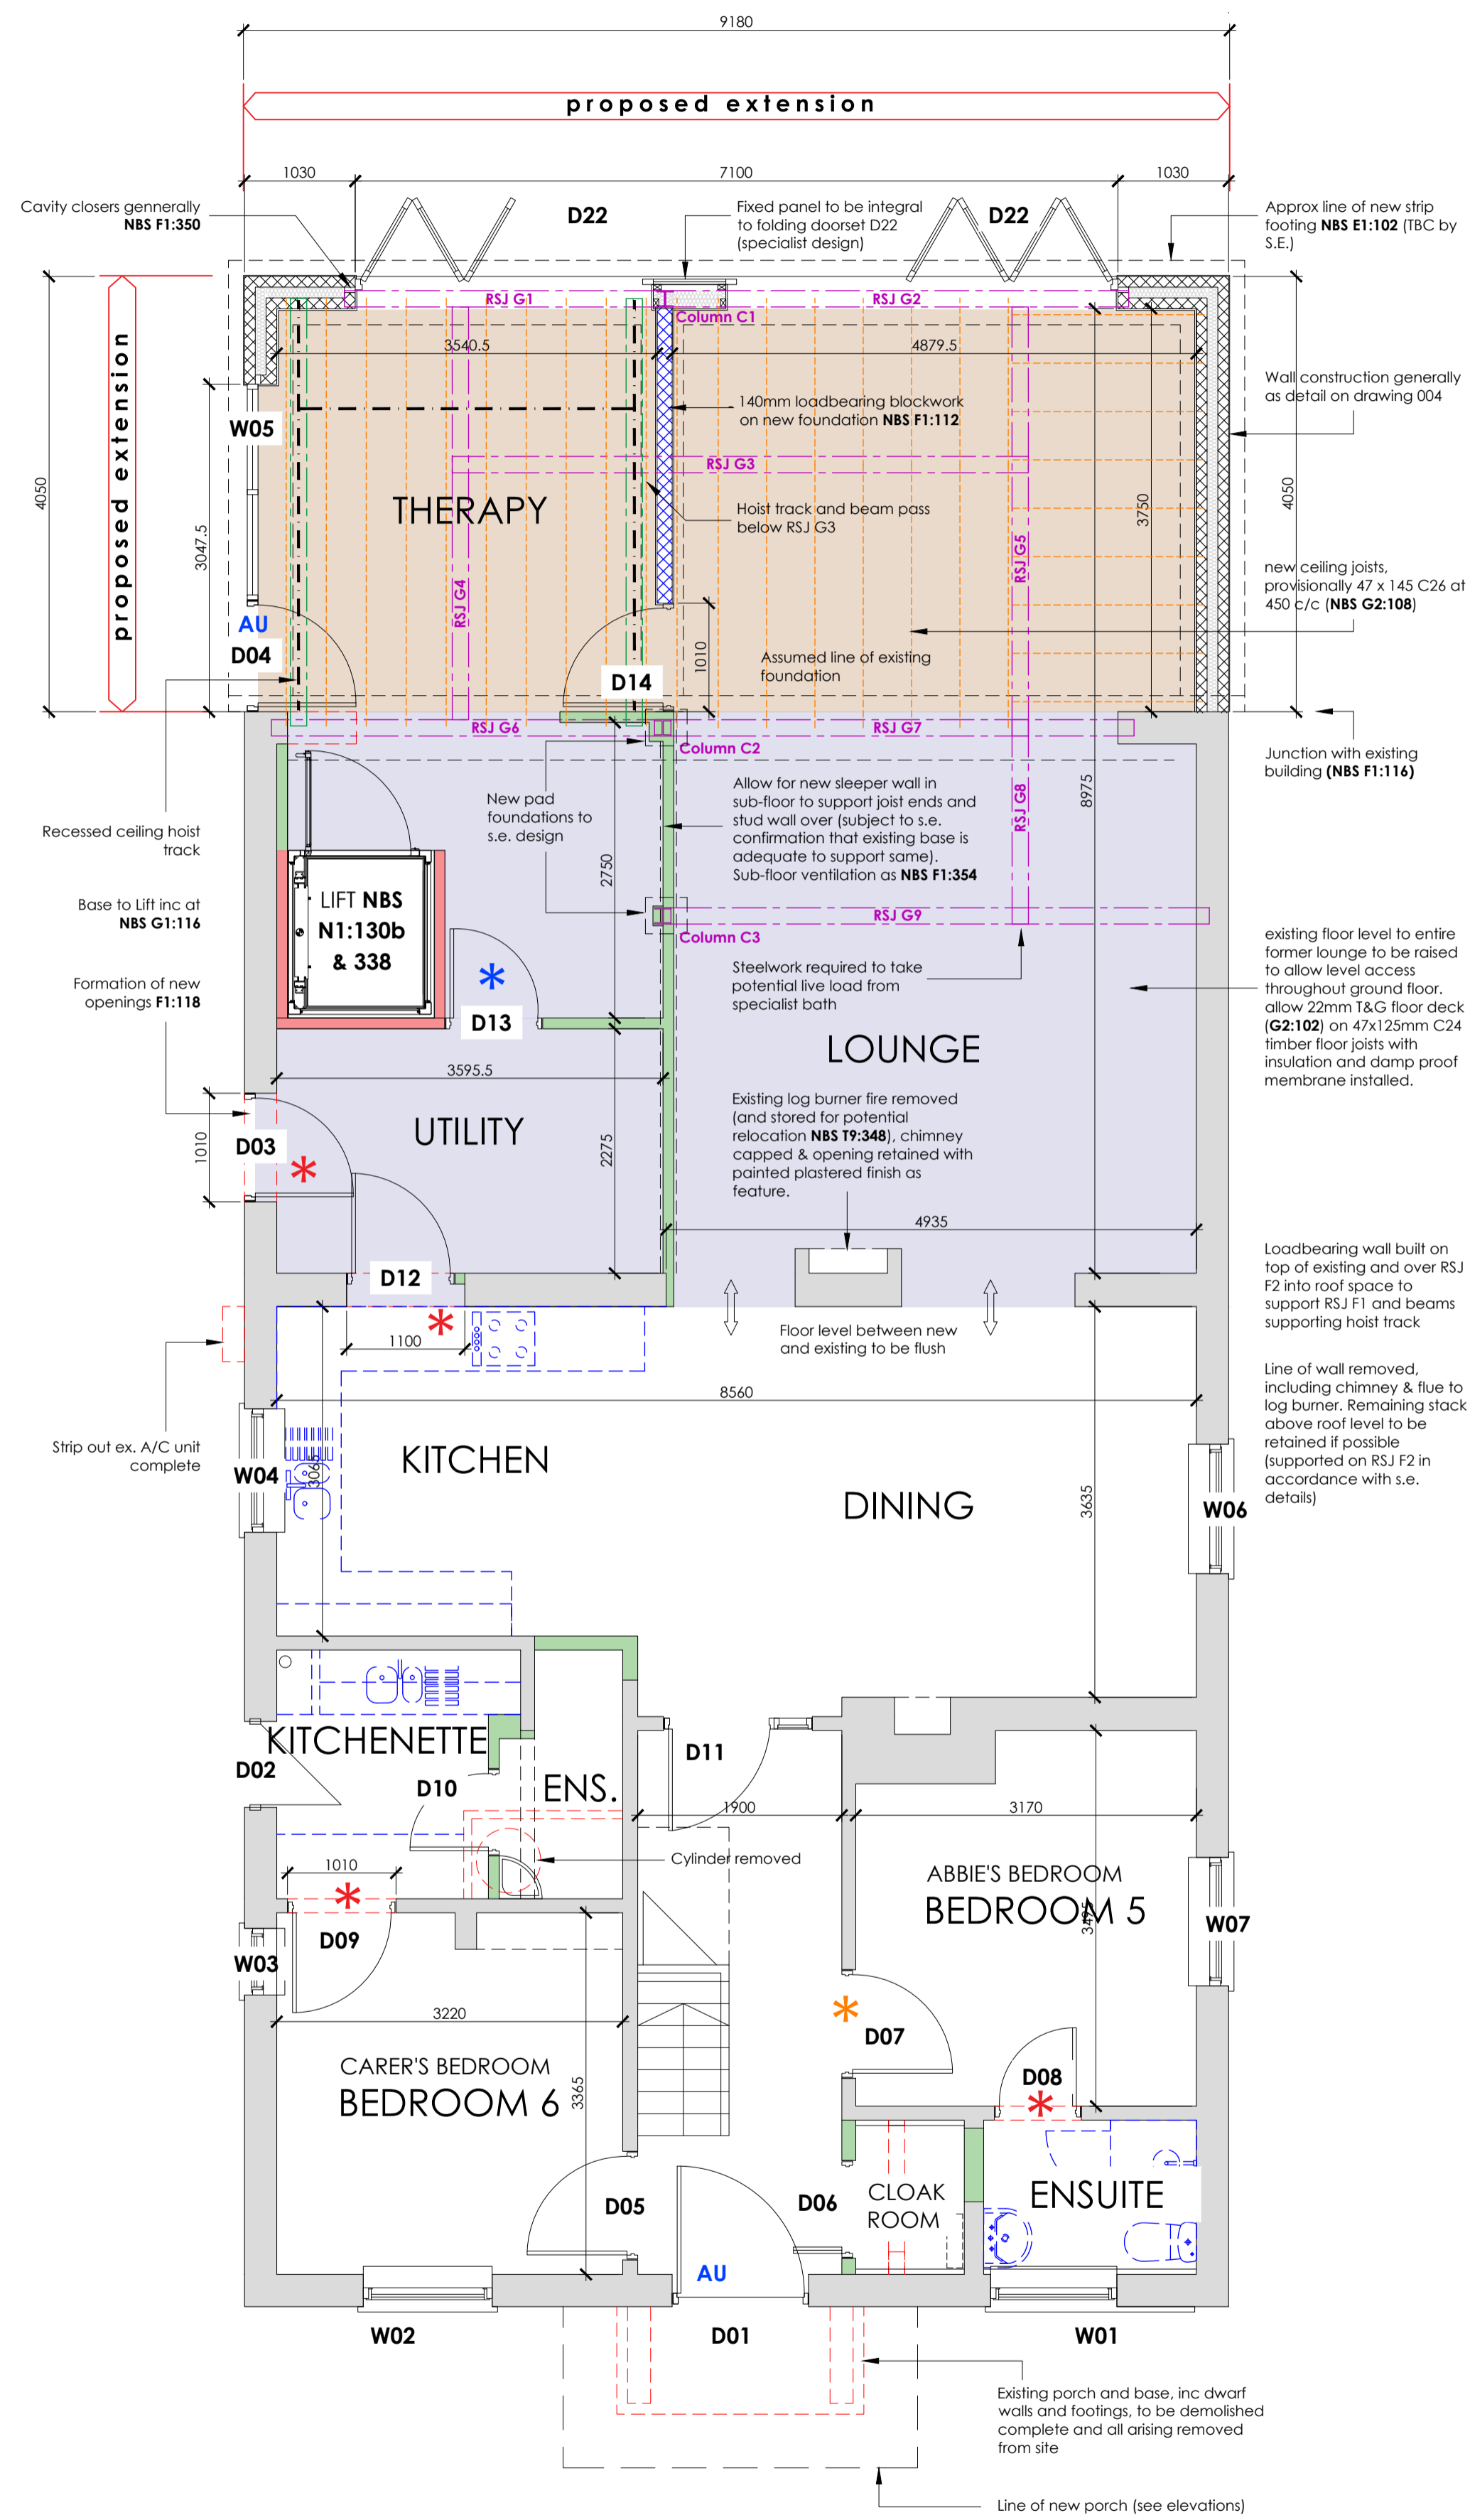 9180
proposed extension
1030
7100
1030
Cavity closers gennerally
NBS F1:350
D22
Fixed panel to be integral
to folding doorset D22
(specialist design)
D22
Approx line of new strip
footing NBS E1:102 (TBC by
S.E.)
RSJ G1
RSJ G2
Column C1
3540.5
4879.5
4050
proposed extension
3047.5
W05
140mm loadbearing blockwork
on new foundation NBS F1:112
Wall construction generally
as detail on drawing 004
RSJ G3
THERAPY
Hoist track and beam pass
below RSJ G3
3750
4050
RSJ G4
RSJ G5
new ceiling joists,
provisionally 47 x 145 C26 at
450 c/c (NBS G2:108)
AU
D04
1010
D14
Assumed line of existing
foundation
RSJ G6
RSJ G7
Column C2
Junction with existing
building (NBS F1:116)
Recessed ceiling hoist
track
New pad
foundations to
s.e. design
2750
Allow for new sleeper wall in
sub-floor to support joist ends and
stud wall over (subject to s.e.
confirmation that existing base is
adequate to support same).
Sub-floor ventilation as NBS F1:354
RSJ G8
8975
Base to Lift inc at
NBS G1:116
LIFT NBS
N1:130b
& 338
RSJ G9
Column C3
Steelwork required to take
potential live load from
specialist bath
existing floor level to entire
former lounge to be raised
to allow level access
throughout ground floor.
allow 22mm T&G floor deck
(G2:102) on 47x125mm C24
timber floor joists with
insulation and damp proof
membrane installed.
Formation of new
openings F1:118
*
D13
LOUNGE
3595.5
1010
D03
*
UTILITY
2275
Existing log burner fire removed
(and stored for potential
relocation NBS T9:348), chimney
capped & opening retained with
painted plastered finish as
feature.
4935
D12
*
1100
Floor level between new
and existing to be flush
Loadbearing wall built on
top of existing and over RSJ
F2 into roof space to
support RSJ F1 and beams
supporting hoist track
8560
Line of wall removed,
including chimney & flue to
log burner. Remaining stack
above roof level to be
retained if possible
(supported on RSJ F2 in
accordance with s.e.
details)
Strip out ex. A/C unit
complete
W04
3065
KITCHEN
DINING
3635
W06
KITCHENETTE
D02
D10
ENS.
D11
1900
3170
1010
*
Cylinder removed
ABBIE'S BEDROOM
BEDROOM 5
3495
W07
D09
W03
3220
*
D07
CARER'S BEDROOM
BEDROOM 6
3365
D08
*
D05
D06
CLOAK
ROOM
ENSUITE
AU
W02
D01
W01
Existing porch and base, inc dwarf
walls and footings, to be demolished
complete and all arising removed
from site
Line of new porch (see elevations)